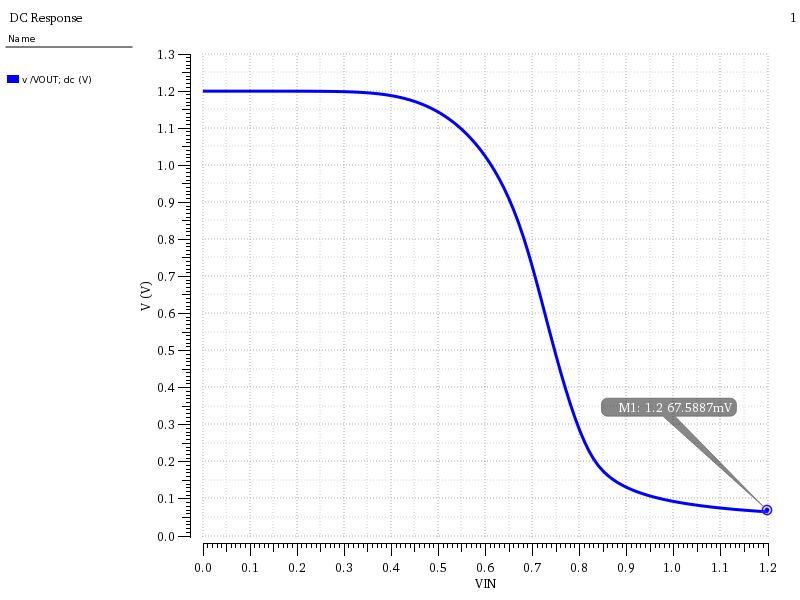 DC Response
1
Name
v /VOUT; dc (V)
V (V)
1.3
1.2
1.1
1.0
0.9
0.8
0.7
0.6
0.5
0.4
0.3
0.2
0.1
0.0
M1: 1.2 67.5887mV
0.0 0.1 0.2 0.3 0.4 0.5 0.6 0.7 0.8 0.9 1.0 1.1 1.2
VIN